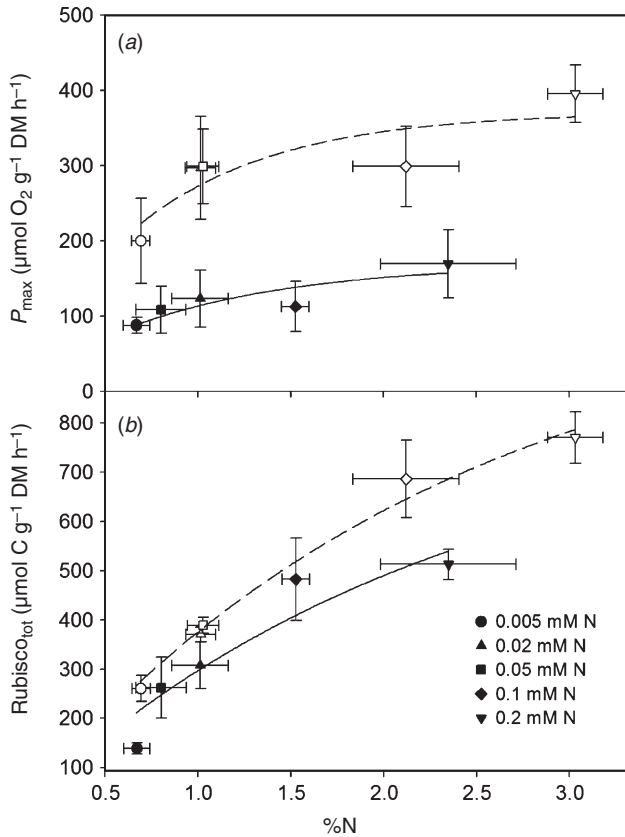 (a)
500
400
300
200
100
0
Pmax (µmol O2 g–1 DM h–1)
(b)
800
700
600
500
400
300
200
100
Rubiscotot (µmol C g–1 DM h–1)
0.005 mM N
0.02 mM N
0.05 mM N
0.1 mM N
0.2 mM N
0.5 1.0 1.5 2.0 2.5 3.0
%N